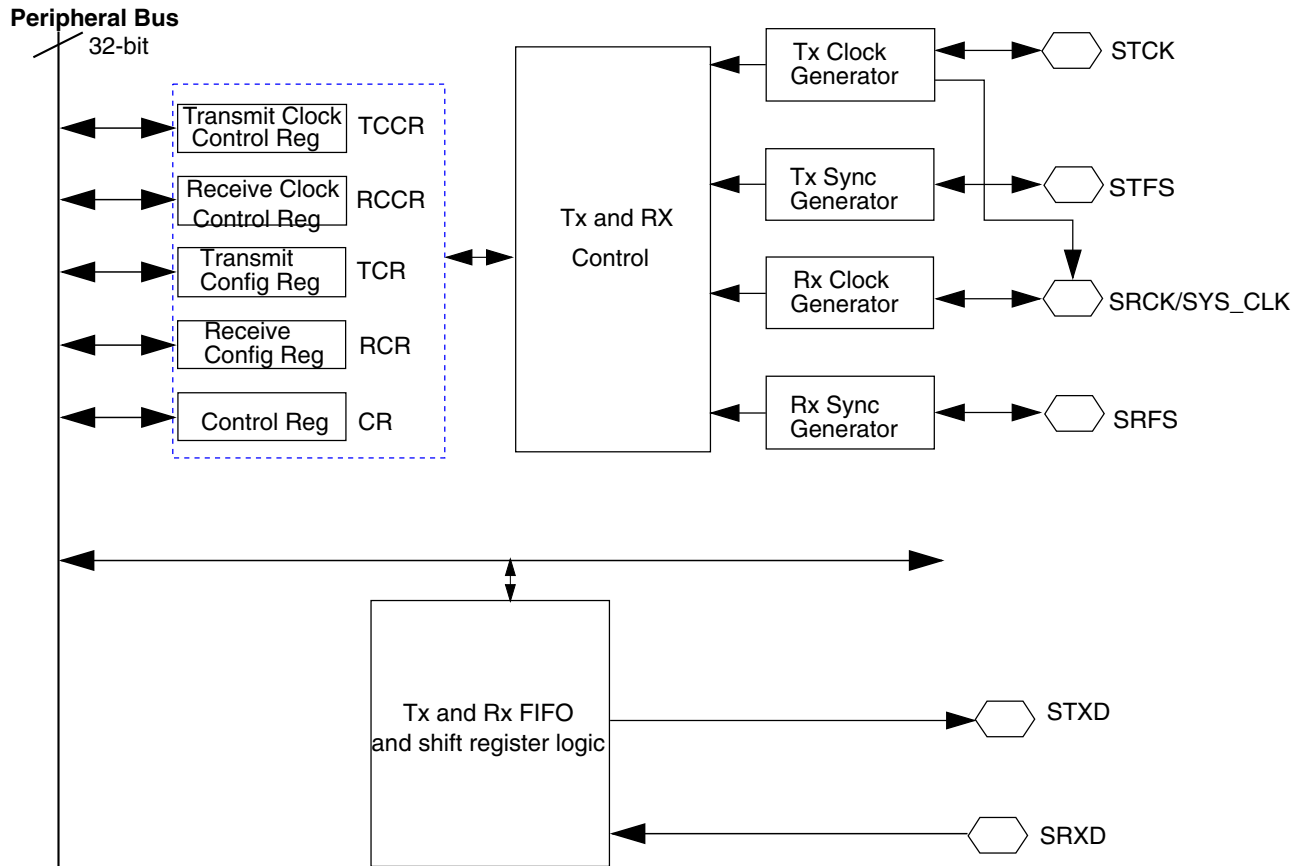 Peripheral Bus
32-bit
Transmit Clock
Control Reg
TCCR
Receive Clock
Control Reg
RCCR
Transmit
Config Reg
TCR
Receive
Config Reg
RCR
Control Reg
CR
Tx and RX
Control
Tx Clock
Generator
STCK
Tx Sync
Generator
STFS
Rx Clock
Generator
SRCK/SYS_CLK
Rx Sync
Generator
SRFS
Tx and Rx FIFO
and shift register logic
STXD
SRXD